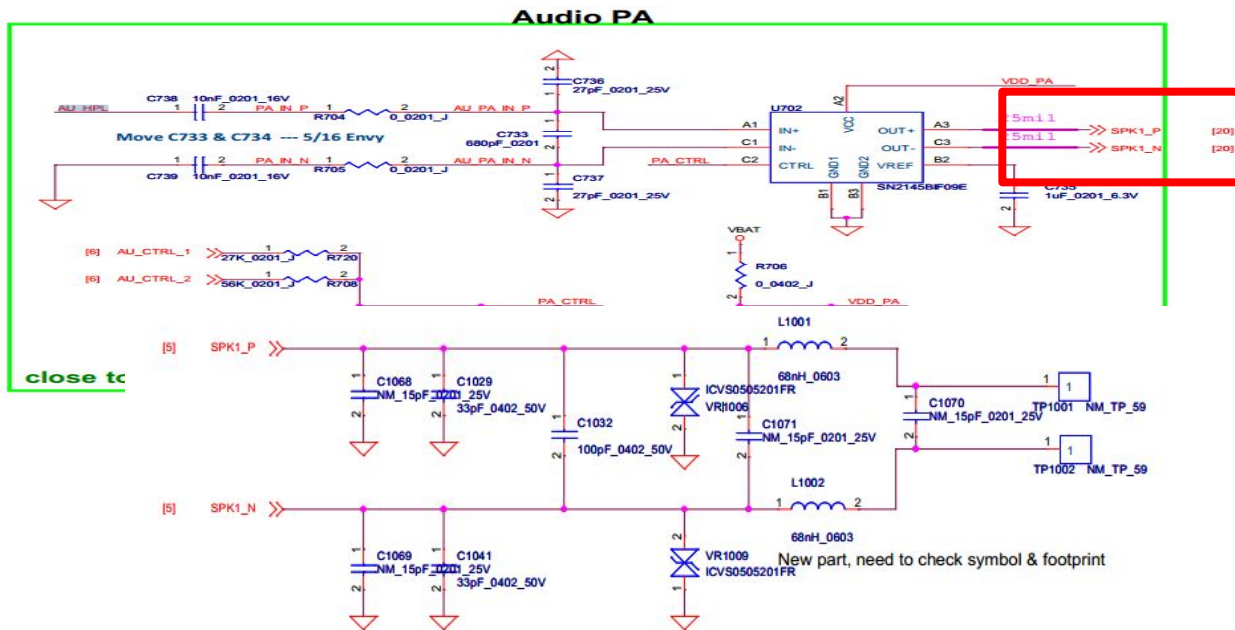 Audio PA
C736
27pF_0201_25V
VDD_PA
AU_HPL
C738 10nF_0201_16V
PA_IN_P
R704 0_0201_J
AU_PA_IN_P
U702
A2
VCC
25mil
Move C733 & C734 --- 5/16 Envy
C733
680pF_0201
A1 IN+ OUT+ A3 SPK1_P [20]
25mil
C1 IN- OUT- C3 SPK1_N [20]
PA_CTRL C2 CTRL VREF B2
GND1 GND2
B1 B3
SN2145BIF09E
PA_IN_N
AU_PA_IN_N
C739 10nF_0201_16V
R705 0_0201_J
C737
27pF_0201_25V
C735
1uF_0201_6.3V
[6] AU_CTRL_1
27K_0201_J R720
[6] AU_CTRL_2
56K_0201_J R708
PA_CTRL
VBAT
R706
0_0402_J
VDD_PA
close to
[5] SPK1_P
L1001
68nH_0603
C1068
NM_15pF_0201_25V
C1029
33pF_0402_50V
C1032
100pF_0402_50V
ICVS0505201FR
VR1006
C1071
NM_15pF_0201_25V
C1070
NM_15pF_0201_25V
1 TP1001 NM_TP_59
1 TP1002 NM_TP_59
[5] SPK1_N
L1002
68nH_0603
C1069
NM_15pF_0201_25V
C1041
33pF_0402_50V
VR1009
ICVS0505201FR
New part, need to check symbol & footprint